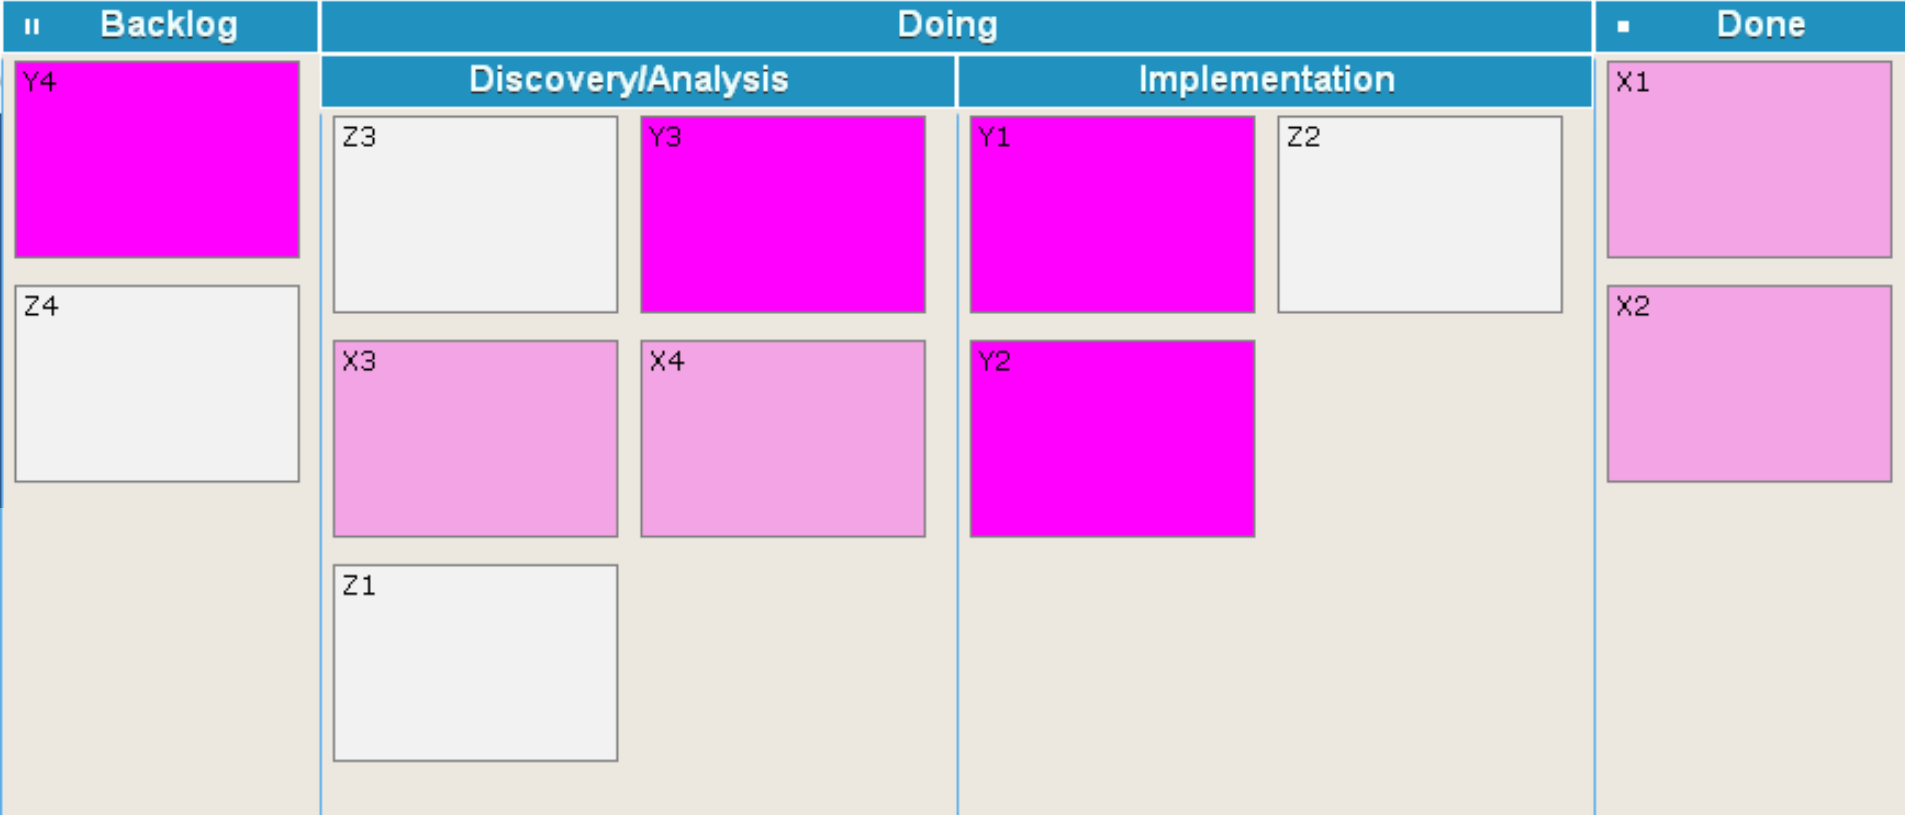 Backlog
Doing
Done
Discovery/Analysis
Implementation
Y4
Z4
Z3
Y3
X3
X4
Z1
Y1
Z2
Y2
X1
X2